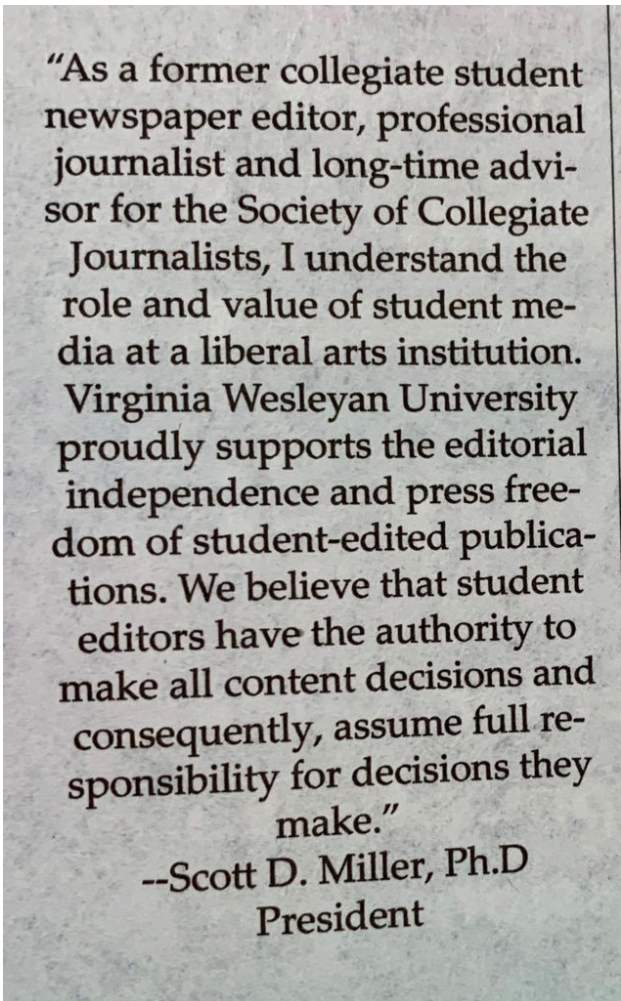 “As a former collegiate student
newspaper editor, professional
journalist and long-time advi-
sor for the Society of Collegiate
Journalists, I understand the
role and value of student me-
dia at a liberal arts institution.
Virginia Wesleyan University
proudly supports the editorial
independence and press free-
dom of student-edited publica-
tions. We believe that student
editors have the authority to
make all content decisions and
consequently, assume full re-
sponsibility for decisions they
make.”
--Scott D. Miller, Ph.D
President